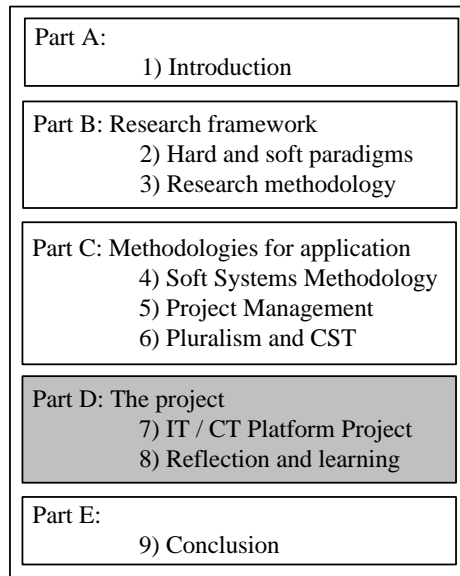 Part A:
1) Introduction
Part B: Research framework
2) Hard and soft paradigms
3) Research methodology
Part C: Methodologies for application
4) Soft Systems Methodology
5) Project Management
6) Pluralism and CST
Part D: The project
7) IT / CT Platform Project
8) Reflection and learning
Part E:
9) Conclusion